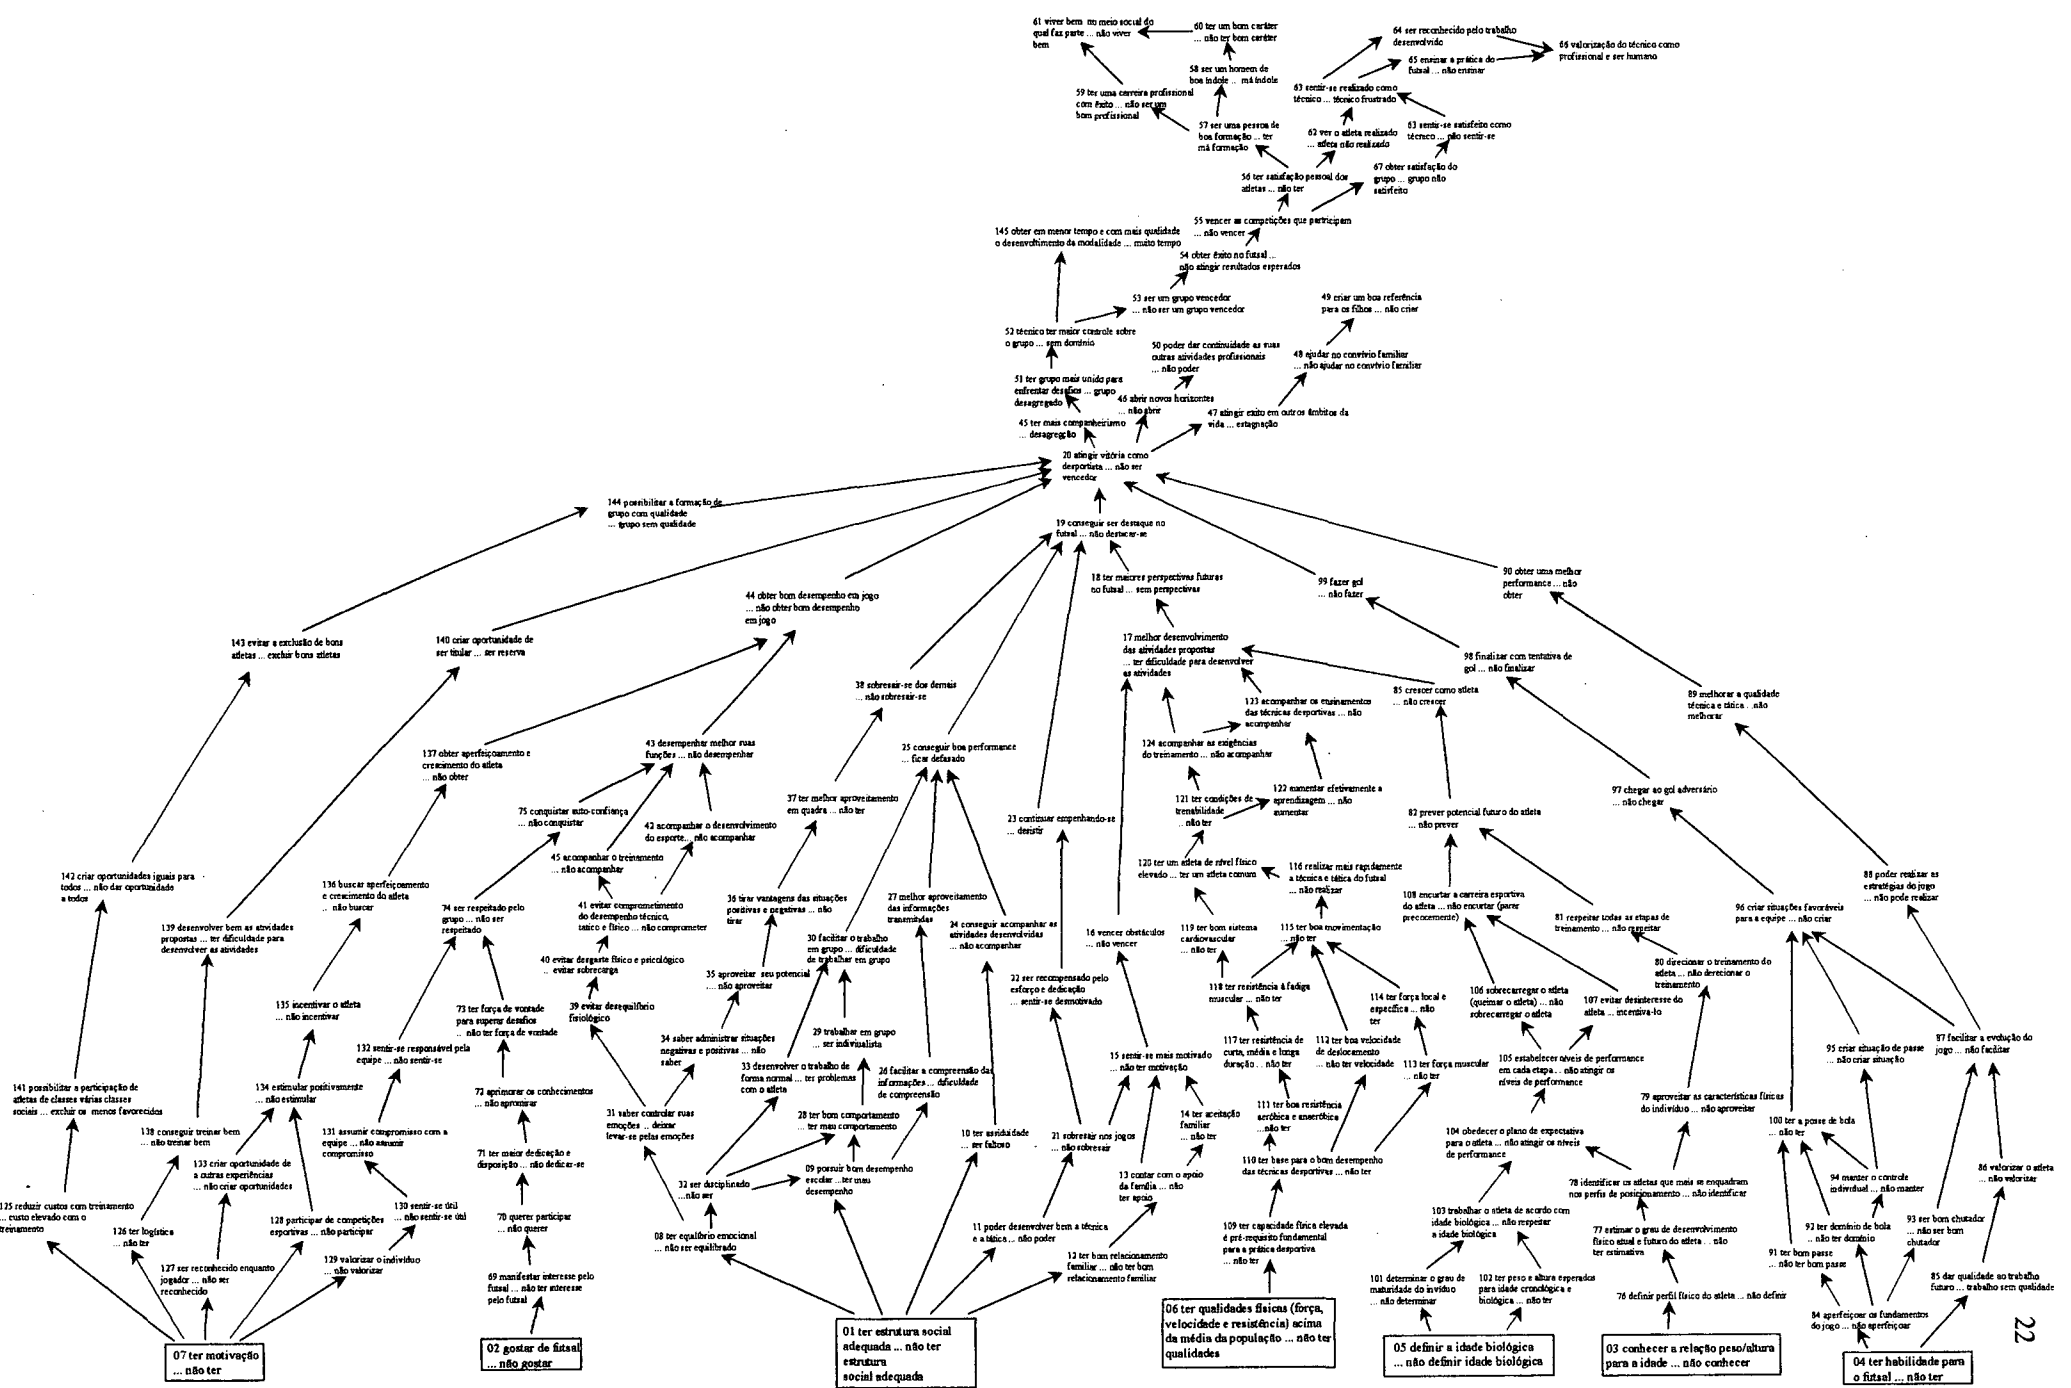 61 viver bem no meio social do
qual faz parte ... não viver
bem
60 ter um bom caráter
... não ter bom caráter
64 ser reconhecido pelo trabalho
desenvolvido
66 valorização do técnico como
profissional e ser humano
65 ensinar a prática do
futsal ... não ensinar
58 ser um homem de
boa índole ... má índole
59 ter uma carreira profissional
com êxito ... não ser um
bom profissional
63 sentir-se realizado como
técnico ... técnico frustrado
57 ser uma pessoa de
boa formação ... ter
má formação
62 ver o atleta realizado
... atleta não realizado
63 sentir-se satisfeito como
técnico ... não sentir-se
67 obter satisfação do
grupo ... grupo não
satisfeito
56 ter satisfação pessoal dos
atletas ... não ter
55 vencer as competições que participam
... não vencer
145 obter em menor tempo e com mais qualidade
o desenvoltimento da modalidade ... muito tempo
54 obter êxito no futsal ...
não atingir resultados esperados
53 ser um grupo vencedor
... não ser um grupo vencedor
49 criar um boa referência
para os filhos ... não criar
52 técnico ter maior controle sobre
o grupo ... sem domínio
50 poder dar continuidade as suas
outras atividades profissionais
... não poder
48 ajudar no convívio familiar
... não ajudar no convívio familiar
51 ter grupo mais unido para
enfrentar desafios ... grupo
desagregado
46 abrir novos horizontes
... não abrir
47 atingir exito em outros âmbitos da
vida ... estagnação
45 ter mais companheirismo
... desagregção
20 atingir vitória como
desportista ... não ser
vencedor
144 possibilitar a formação de
grupo com qualidade
... grupo sem qualidade
19 conseguir ser destaque no
futsal ... não destacar-se
18 ter maiores perspectivas futuras
no futsal ... sem perspectivas
99 fazer gol
... não fazer
90 obter uma melhor
performance ... não
obter
44 obter bom desempenho em jogo
... não obter bom desempenho
em jogo
143 evitar a exclusão de bons
atletas ... excluir bons atletas
140 criar oportunidade de
ser titular ... ser reserva
17 melhor desenvolvimento
das atividades propostas
... ter dificuldade para desenvolver
as atividades
98 finalizar com tentativa de
gol ... não finalizar
38 sobressair-se dos demais
... não sobressair-se
85 crescer como atleta
... não crescer
89 melhorar a qualidade
técnica e tática ... não
melhorar
123 acompanhar os ensinamentos
das técnicas desportivas ... não
acompanhar
137 obter aperfeiçoamento e
crescimento do atleta
... não obter
43 desempenhar melhor suas
funções ... não desempenhar
25 conseguir boa performance
... ficar defasado
124 acompanhar as exigências
do treinamento ... não acompanhar
37 ter melhor aproveitamento
em quadra ... não ter
121 ter condições de
trenabilidade
... não ter
122 aumentar efetivamente a
aprendizagem ... não
aumentar
97 chegar ao gol adversário
... não chegar
75 conquistar auto-confiança
... não conquistar
42 acompanhar o desenvolvimento
do esporte... não acompanhar
23 continuar empenhando-se
... desistir
82 prever potencial futuro do atleta
... não prever
45 acompanhar o treinamento
... não acompanhar
120 ter um atleta de nível físico
elevado ... ter um atleta comum
116 realizar mais rapidamente
a técnica e tática do futsal
... não realizar
142 criar oportunidades iguais para
todos ... não dar oportunidade
a todos
136 buscar aperfeiçoamento
e crescimento do atleta
... não buscar
88 poder realizar as
estratégias do jogo
... não pode realizar
36 tirar vantagens das situações
positivas e negativas ... não
tirar
27 melhor aproveitamento
das informações
transmitidas
108 encurtar a carreira esportiva
do atleta ... não encurtar (parar
precocemente)
74 ser respeitado pelo
grupo ... não ser
respeitado
41 evitar comprometimento
do desempenho técnico,
tatico e físico ... não comprometer
96 criar situações favoráveis
para a equipe ... não criar
81 respeitar todas as etapas de
treinamento ... não respeitar
139 desenvolver bem as atividades
propostas ... ter dificuldade para
desenvolver as atividades
30 facilitar o trabalho
em grupo ... dificuldade
de trabalhar em grupo
24 conseguir acompanhar as
atividades desenvolvidas
... não acompanhar
16 vencer obstáculos
... não vencer
119 ter bom sistema
cardiovascular
... não ter
115 ter boa movimentação
... não ter
40 evitar desgaste físico e psicológico
... evitar sobrecarga
35 aproveitar seu potencial
.... não aproveitar
80 direcionar o treinamento do
atleta ... não derecionar o
treinamento
22 ser recompensado pelo
esforço e dedicação
... sentir-se desmotivado
118 ter resistência à fadiga
muscular ... não ter
114 ter força local e
específica ... não
ter
106 sobrecarregar o atleta
(queimar o atleta) ... não
sobrecarregar o atleta
107 evitar desinteresse do
atleta ... incentiva-lo
135 incentivar o atleta
... não incentivar
73 ter força de vontade
para superar desafios
... não ter força de vontade
39 evitar desequilíbrio
fisiológico
29 trabalhar em grupo
... ser indiviualista
34 saber administrar situações
negativas e positivas ... não
saber
117 ter resistência de
curta, média e longa
duração ... não ter
112 ter boa velocidade
de deslocamento
... não ter velocidade
87 facilitar a evolução do
jogo ... não facilitar
95 criar situação de passe
... não criar situação
132 sentir-se responsável pela
equipe ... não sentir-se
15 sentir-se mais motivado
... não ter motivação
113 ter força muscular
... não ter
105 estabelecer níveis de performance
em cada etapa... não atingir os
níveis de performance
33 desenvolver o trabalho de
forma normal ... ter problemas
com o atleta
26 facilitar a compreensão das
informações ... dificuldade
de compreensão
141 possibilitar a participação de
atletas de classes várias classes
sociais ... excluir os menos favorecidos
134 estimular positivamente
... não estimular
72 aprimorar os conhecimentos
... não apromirar
79 aproveitar as características físicas
do indivíduo ... não aproveitar
31 saber controlar suas
emoções ... deixar
levar-se pelas emoções
28 ter bom comportamento
... ter mau comportamento
111 ter boa resistência
aeróbica e anaeróbica
...não ter
14 ter aceitação
familiar
... não ter
100 ter a posse de bola
... não ter
138 conseguir treinar bem
... não treinar bem
131 assumir compromisso com a
equipe ... não assumir
compromisso
10 ter assiduidade
... ser faltoso
21 sobressair nos jogos
... não sobressair
104 obedecer o plano de expectativa
para o atleta ... não atingir os níveis
de performance
71 ter maior dedicação e
disposição ... não dedicar-se
133 criar oportunidade de
a outras experiências
... não criar oportunidades
09 possuir bom desempenho
escolar ...ter mau
desempenho
110 ter base para o bom desempenho
das técnicas desportivas ... não ter
86 valorizar o atleta
... não valorizar
13 contar com o apoio
da família ... não
ter apoio
94 manter o controle
individual ... não manter
32 ser disciplinado
...não ser
78 identificar os atletas que mais se enquadram
nos perfis de posicionamento ... não identificar
125 reduzir custos com treinamento
... custo elevado com o
treinamento
130 sentir-se útil
... não sentir-se útil
103 trabalhar o atleta de acordo com
idade biológica ... não respeitar
a idade biológica
128 participar de competições
esportivas ... não participar
70 querer participar
... não querer
93 ser bom chutador
... não ser bom
chutador
126 ter logística
... não ter
11 poder desenvolver bem a técnica
e a tática ... não poder
109 ter capacidade física elevada
é pré-requisito fundamental
para a prática desportiva
... não ter
77 estimar o grau de desenvolvimento
físico atual e futuro do atleta ... não
ter estimativa
92 ter domínio de bola
... não ter domínio
08 ter equlíbrio emocional
... não ser equilibrado
129 valorizar o indivíduo
... não valorizar
12 ter bom relacionamento
familiar ... não ter bom
relacionamento familiar
91 ter bom passe
... não ter bom passe
127 ser reconhecido enquanto
jogador ... não ser
reconhecido
69 manifestar interesse pelo
futsal ... não ter interesse
pelo futsal
101 determinar o grau de
maturidade do invíduo
... não determinar
102 ter peso e altura esperados
para idade cronológica e
biológica ... não ter
85 dar qualidade ao trabalho
futuro ... trabalho sem qualidade
76 definir perfil físico do atleta ... não definir
84 aperfeiçoar os fundamentos
do jogo ... não aperfeiçoar
07 ter motivação
... não ter
02 gostar de futsal
... não gostar
01 ter estrutura social
adequada ... não ter
estrutura
social adequada
06 ter qualidades físicas (força,
velocidade e resistência) acima
da média da população ... não ter
qualidades
05 definir a idade biológica
... não definir idade biológica
03 conhecer a relação peso/altura
para a idade ... não conhecer
04 ter habilidade para
o futsal ... não ter
22